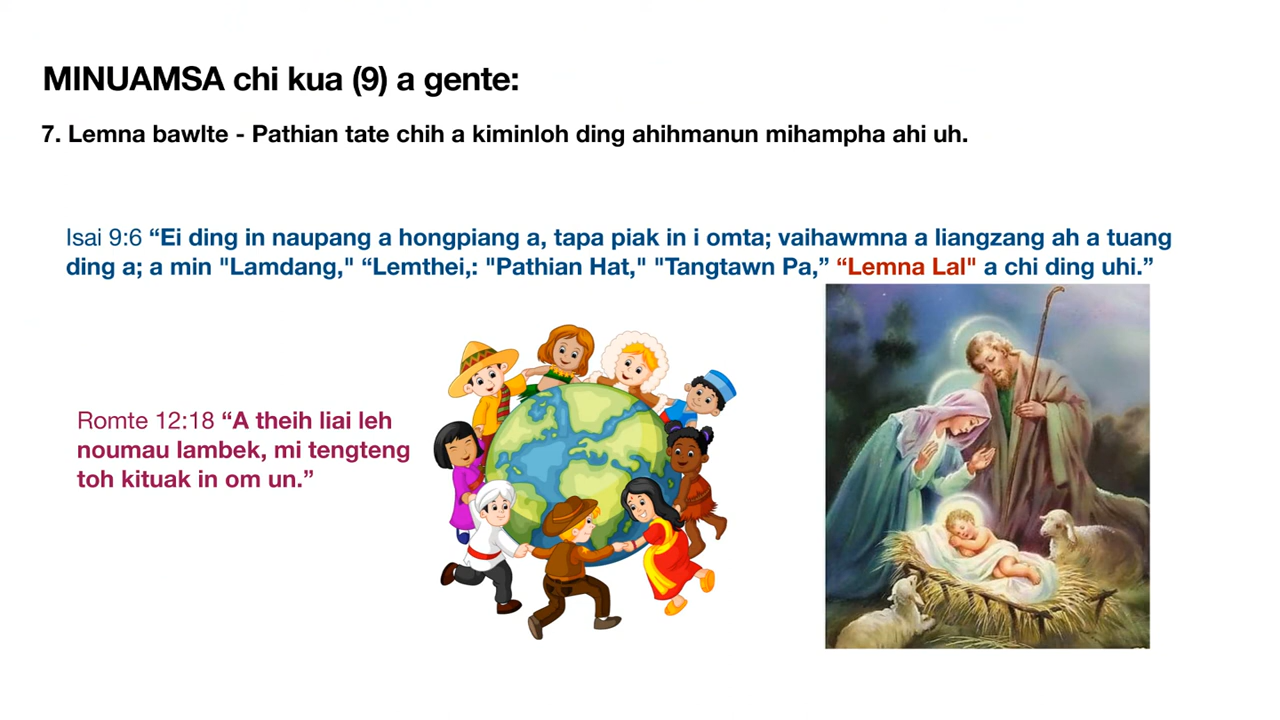 MINUAMSA chi kua (9) a gente:
7. Lemna bawlte - Pathian tate chih a kiminloh ding ahihmanun mihampha ahi uh.
Isai 9:6 “Ei ding in naupang a hongpiang a, tapa piak in i omta; vaihawmna a liangzang ah a tuang
ding a; a min "Lamdang," “Lemthei,: "Pathian Hat," "Tangtawn Pa,” “Lemna Lal" a chi ding uhi.”
Romte 12:18 “A theih liai leh
noumau lambek, mi tengteng
toh kituak in om un.”